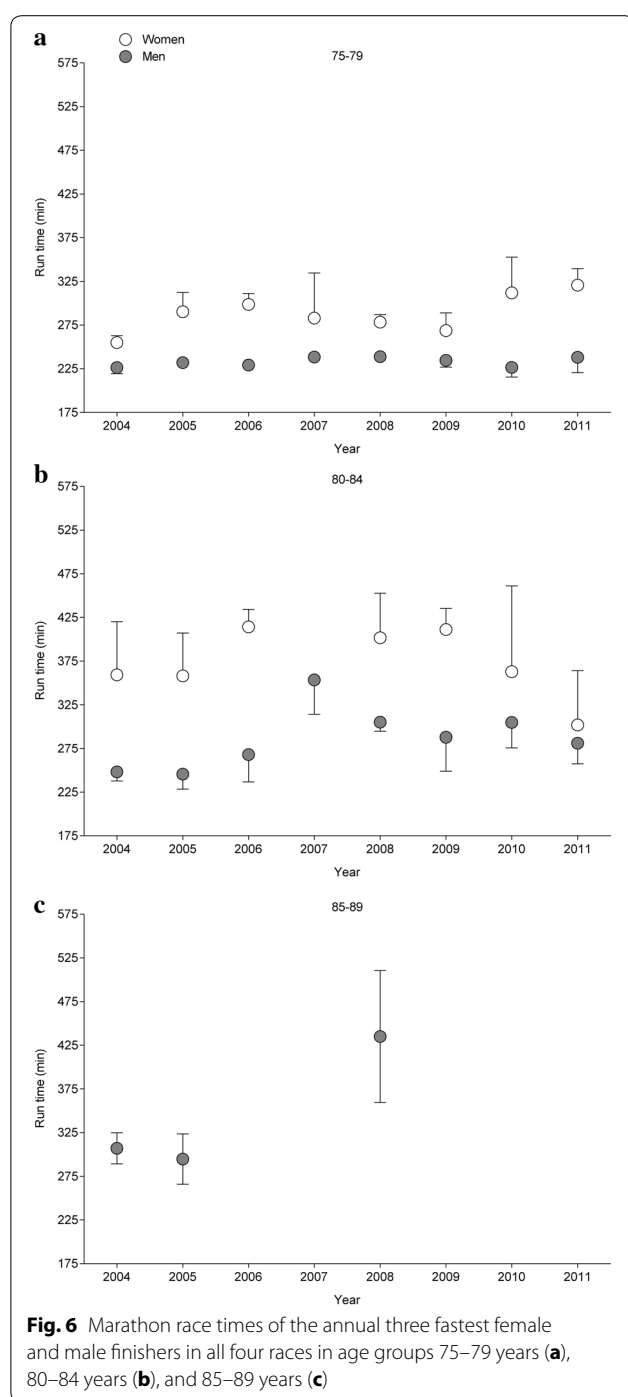 a
Women
Men
75-79
575
525
475
425
375
325
275
225
175
Run time (min)
2004 2005 2006 2007 2008 2009 2010 2011
Year
b
80-84
575
525
475
425
375
325
275
225
175
Run time (min)
2004 2005 2006 2007 2008 2009 2010 2011
Year
c
85-89
575
525
475
425
375
325
275
225
175
Run time (min)
2004 2005 2006 2007 2008 2009 2010 2011
Year
Fig. 6 Marathon race times of the annual three fastest female
and male finishers in all four races in age groups 75–79 years (a),
80–84 years (b), and 85–89 years (c)